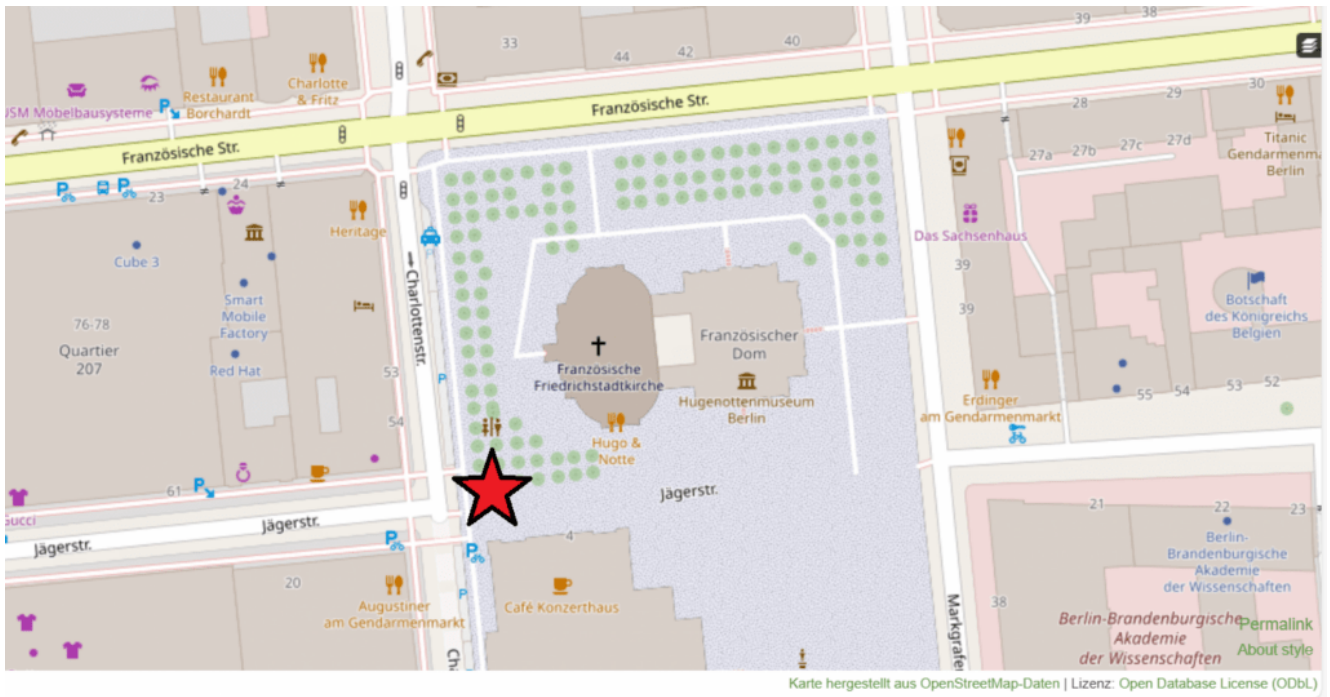 39
38
33
44
42
40
Charlotte
& Fritz
Restaurant
Borchardt
Möbelbausysteme
Französische Str.
Französische Str.
30
29
28
27d
27c
27b
27a
Titanic
Berlin
23
24
Heritage
Das Sachsenhaus
Cube 3
39
39
Charlottenstr.
Smart
Mobile
Factory
Botschaft
des Königreichs
Belgien
76-78
Quartier
207
Red Hat
Französischer
Dom
Französische
Friedrichstadtkirche
53
54
Hugenottenmuseum
Berlin
Erdinger
am Gendarmenmarkt
55
54
53
52
P
Hugo &
Notte
61
Jägerstr.
Jägerstr.
Jägerstr.
21
22
23
4
Berlin-
Brandenburgische
Akademie
der Wissenschaften
20
Augustiner
am Gendarmenmarkt
P
Café Konzerthaus
38
Berlin-Brandenburgische
Akademie
der Wissenschaften
Permalink
About style
Karte hergestellt aus OpenStreetMap-Daten | Lizenz: Open Database License (ODbL)